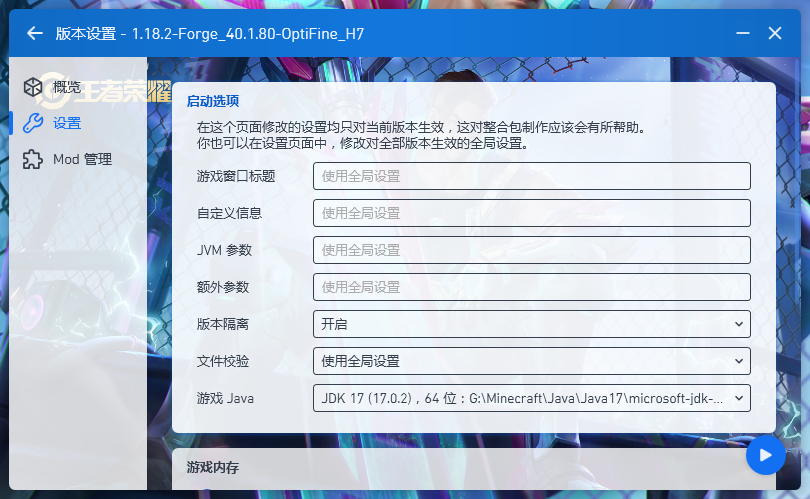 版本设置 - 1.18.2-Forge_40.1.80-OptiFine_H7
概览
王者荣耀
设置
Mod 管理
启动选项
在这个页面修改的设置均只对当前版本生效，这对整合包制作应该会有所帮助。
你也可以在设置页面中，修改对全部版本生效的全局设置。
游戏窗口标题 使用全局设置
自定义信息 使用全局设置
JVM 参数 使用全局设置
额外参数 使用全局设置
版本隔离 开启
文件校验 使用全局设置
游戏 Java JDK 17 (17.0.2)，64 位：G:\Minecraft\Java\Java17\microsoft-jdk-...
游戏内存